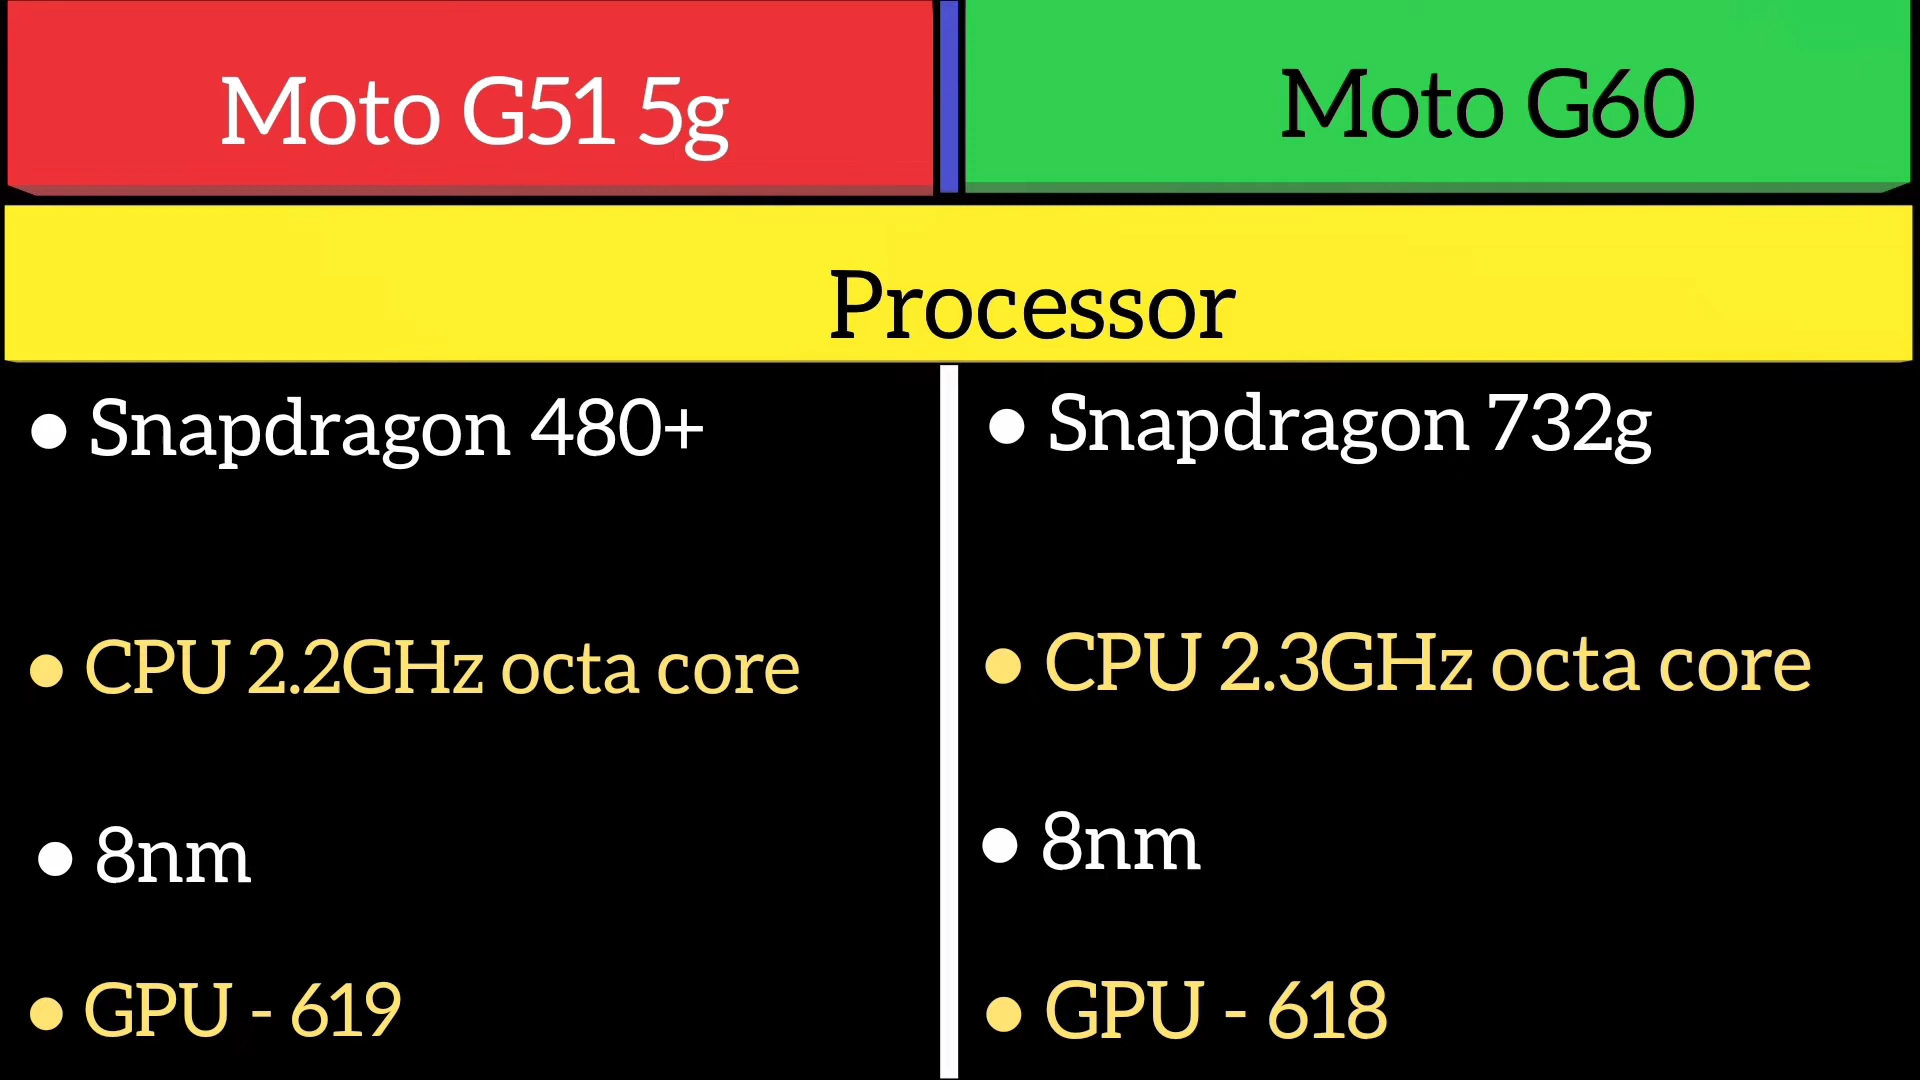 Moto G51 5g
Moto G60
Processor
● Snapdragon 480+
● Snapdragon 732g
● CPU 2.2GHz octa core
● CPU 2.3GHz octa core
● 8nm
● 8nm
● GPU - 619
● GPU - 618